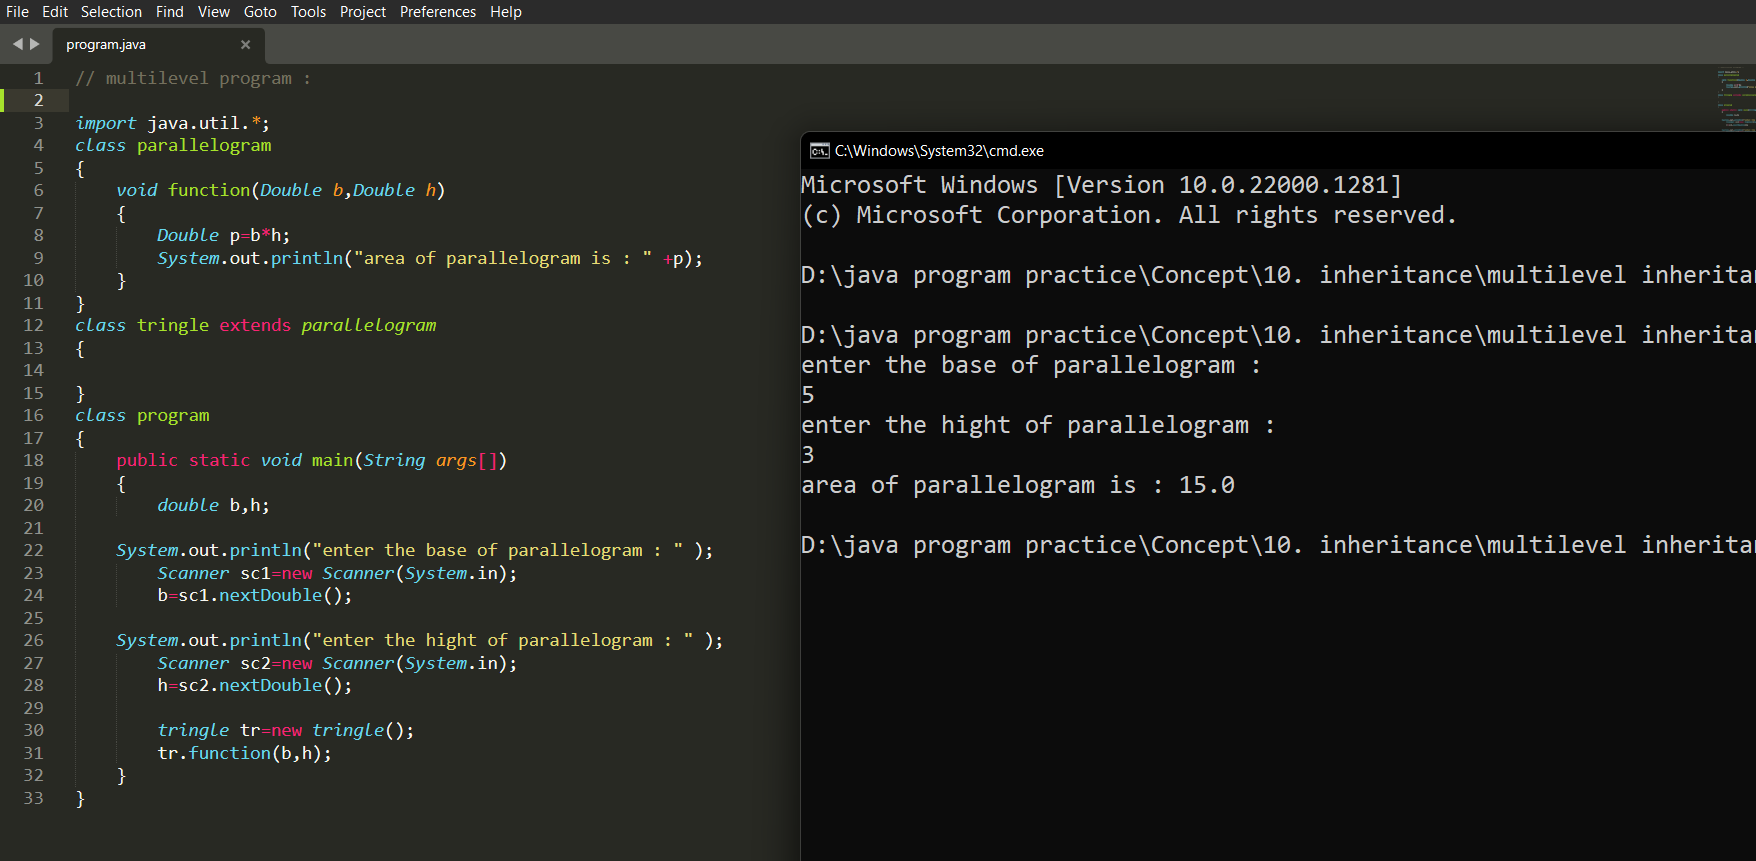 File Edit Selection Find View Goto Tools Project Preferences Help
program.java
1 // multilevel program :
2
3 import java.util.*;
4 class parallelogram
5 {
6 void function(Double b,Double h)
7 {
8 Double p=b*h;
9 System.out.println("area of parallelogram is : " +p);
10 }
11 }
12 class tringle extends parallelogram
13 {
14
15 }
16 class program
17 {
18 public static void main(String args[])
19 {
20 double b,h;
21
22 System.out.println("enter the base of parallelogram : " );
23 Scanner sc1=new Scanner(System.in);
24 b=sc1.nextDouble();
25
26 System.out.println("enter the hight of parallelogram : " );
27 Scanner sc2=new Scanner(System.in);
28 h=sc2.nextDouble();
29
30 tringle tr=new tringle();
31 tr.function(b,h);
32 }
33 }
C:\Windows\System32\cmd.exe
Microsoft Windows [Version 10.0.22000.1281]
(c) Microsoft Corporation. All rights reserved.
D:\java program practice\Concept\10. inheritance\multilevel inherita
D:\java program practice\Concept\10. inheritance\multilevel inherita
enter the base of parallelogram :
5
enter the hight of parallelogram :
3
area of parallelogram is : 15.0
D:\java program practice\Concept\10. inheritance\multilevel inherita